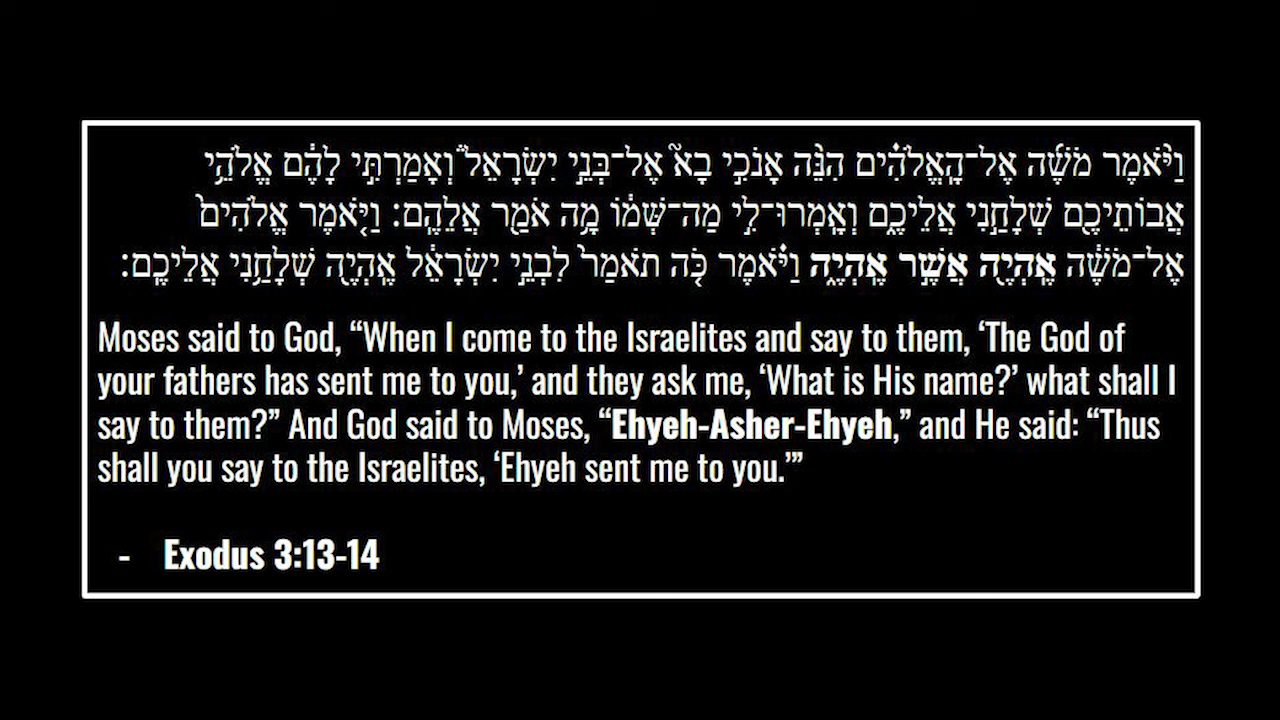 וַיֹּ֨אמֶר מֹשֶׁ֜ה אֶל־הָֽאֱלֹהִ֗ים הִנֵּ֨ה אָנֹכִ֣י בָא֮ אֶל־בְּנֵ֣י יִשְׂרָאֵל֒ וְאָמַרְתִּ֣י לָהֶ֔ם אֱלֹהֵ֥י
אֲבוֹתֵיכֶ֖ם שְׁלָחַ֣נִי אֲלֵיכֶ֑ם וְאָֽמְרוּ־לִ֣י מַה־שְּׁמ֔וֹ מָ֥ה אֹמַ֖ר אֲלֵהֶֽם׃ וַיֹּ֤אמֶר אֱלֹהִים֙
אֶל־מֹשֶׁ֔ה אֶֽהְיֶ֖ה אֲשֶׁ֣ר אֶֽהְיֶ֑ה וַיֹּ֗אמֶר כֹּ֤ה תֹאמַר֙ לִבְנֵ֣י יִשְׂרָאֵ֔ל אֶֽהְיֶ֖ה שְׁלָחַ֥נִי אֲלֵיכֶֽם׃
Moses said to God, “When I come to the Israelites and say to them, ‘The God of
your fathers has sent me to you,’ and they ask me, ‘What is His name?’ what shall I
say to them?” And God said to Moses, “Ehyeh-Asher-Ehyeh,” and He said: “Thus
shall you say to the Israelites, ‘Ehyeh sent me to you.’”
- Exodus 3:13-14